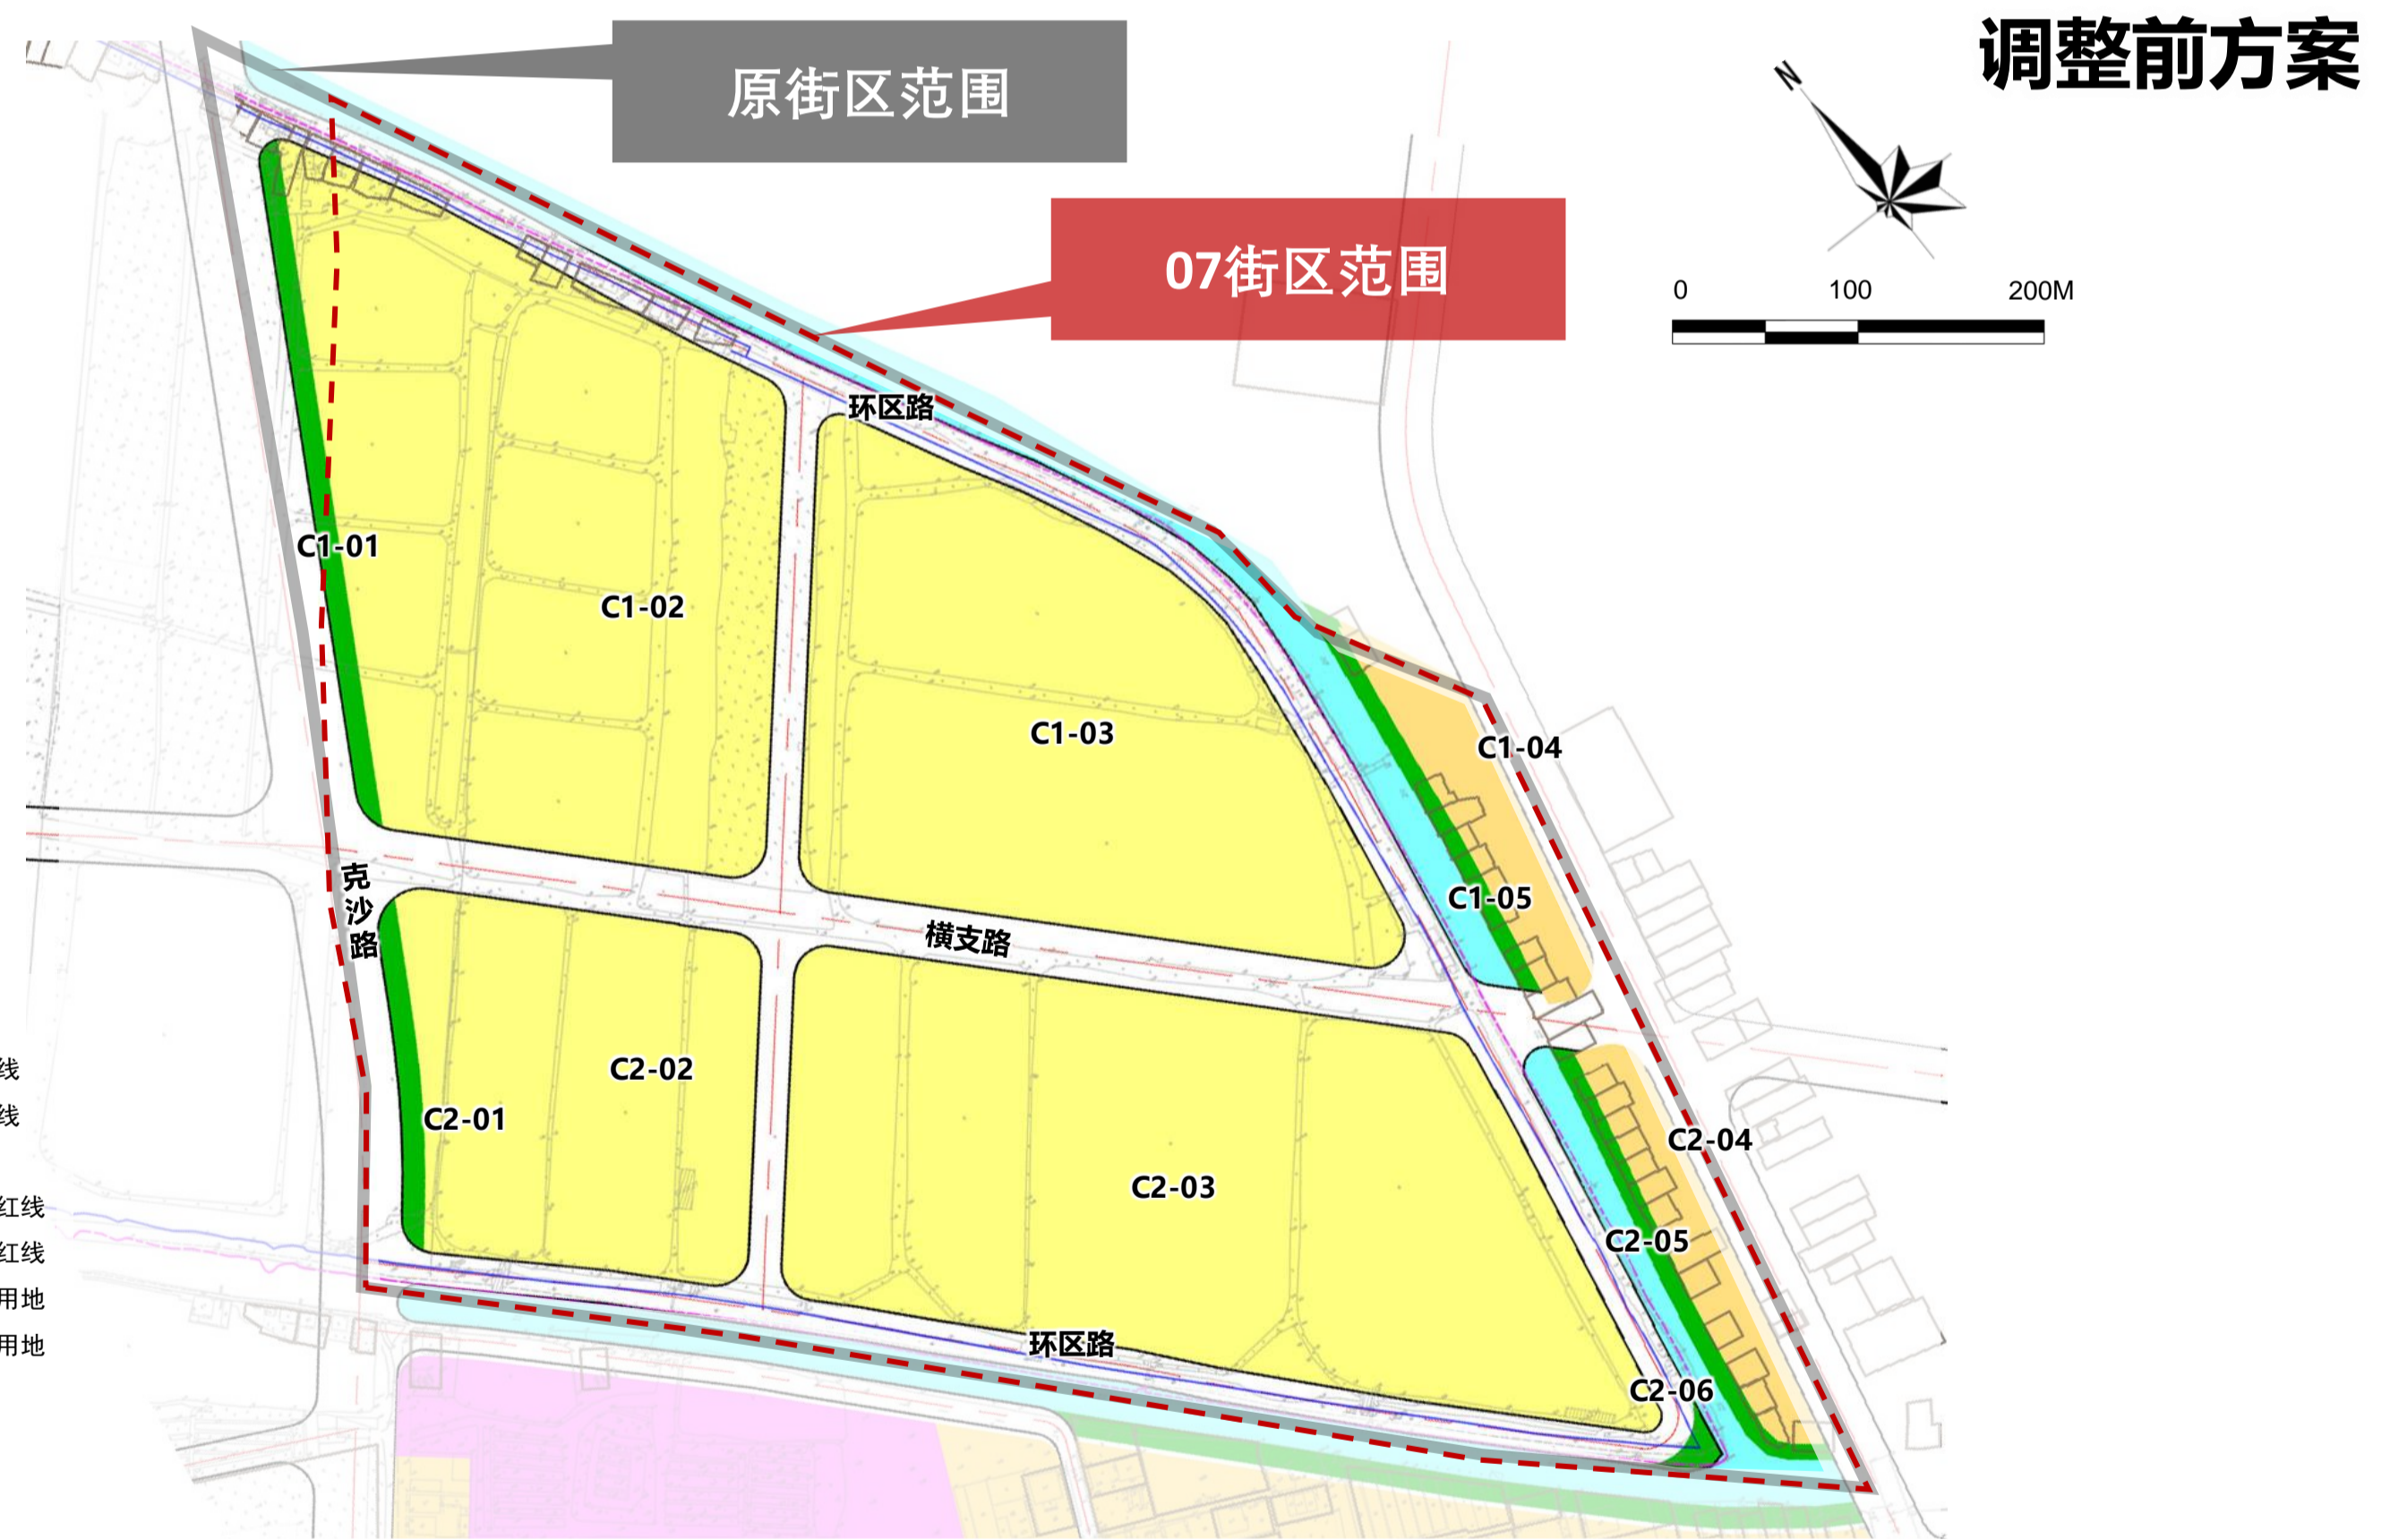 调整前方案
原街区范围
N
07街区范围
0 100 200M
环区路
C1-01
C1-02
C1-03
C1-04
C1-05
克沙路
横支路
C2-01
C2-02
C2-03
C2-04
C2-05
C2-06
环区路
线
线
红线
红线
用地
用地